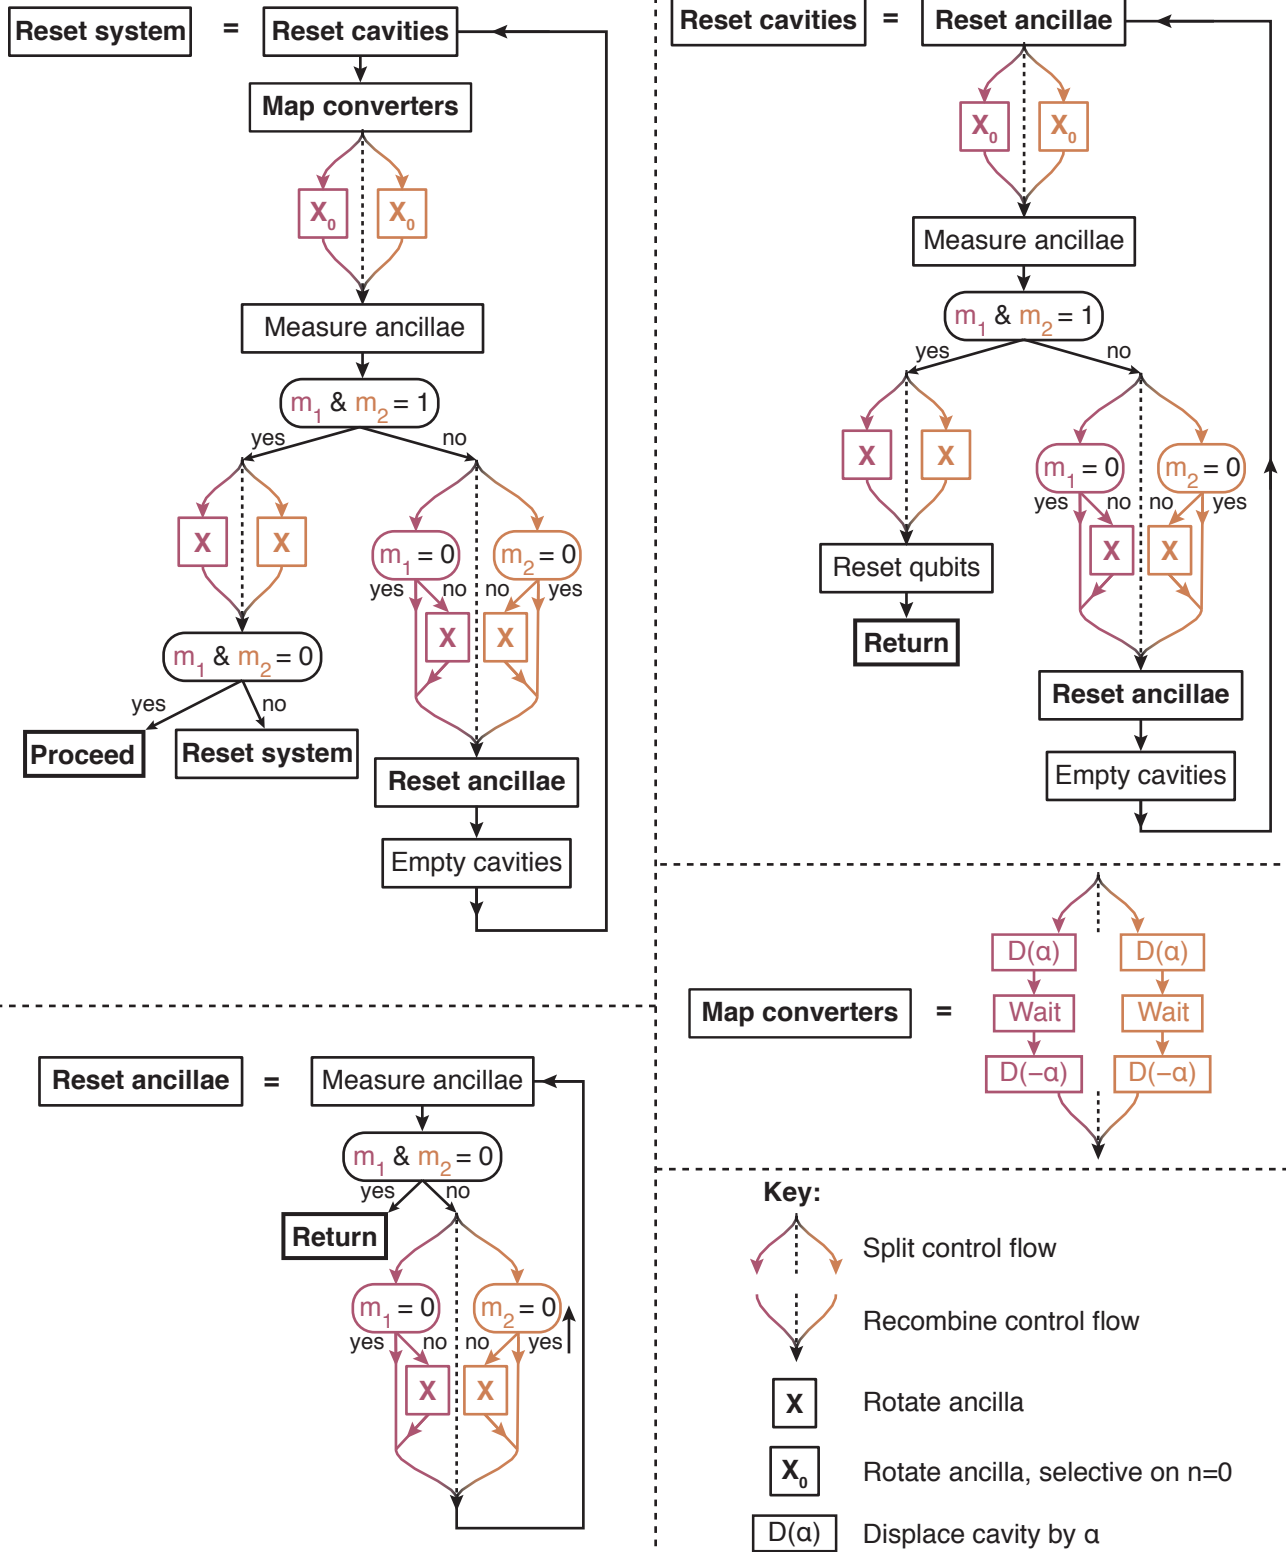 Reset system = Reset cavities
Map converters
X₀ X₀
Measure ancillae
m₁ & m₂ = 1
yes no
X X
m₁ = 0 m₂ = 0
yes no no yes
X X
m₁ & m₂ = 0
yes no
Proceed Reset system
Reset ancillae
Empty cavities
Reset cavities = Reset ancillae
X₀ X₀
Measure ancillae
m₁ & m₂ = 1
yes no
X X
m₁ = 0 m₂ = 0
yes no no yes
X X
Reset qubits
Return
Reset ancillae
Empty cavities
Reset ancillae = Measure ancillae
m₁ & m₂ = 0
yes no
Return
m₁ = 0 m₂ = 0
yes no no yes
X X
D(α) D(α)
Map converters = Wait Wait
D(−α) D(−α)
Key:
Split control flow
Recombine control flow
X Rotate ancilla
X₀ Rotate ancilla, selective on n=0
D(α) Displace cavity by α